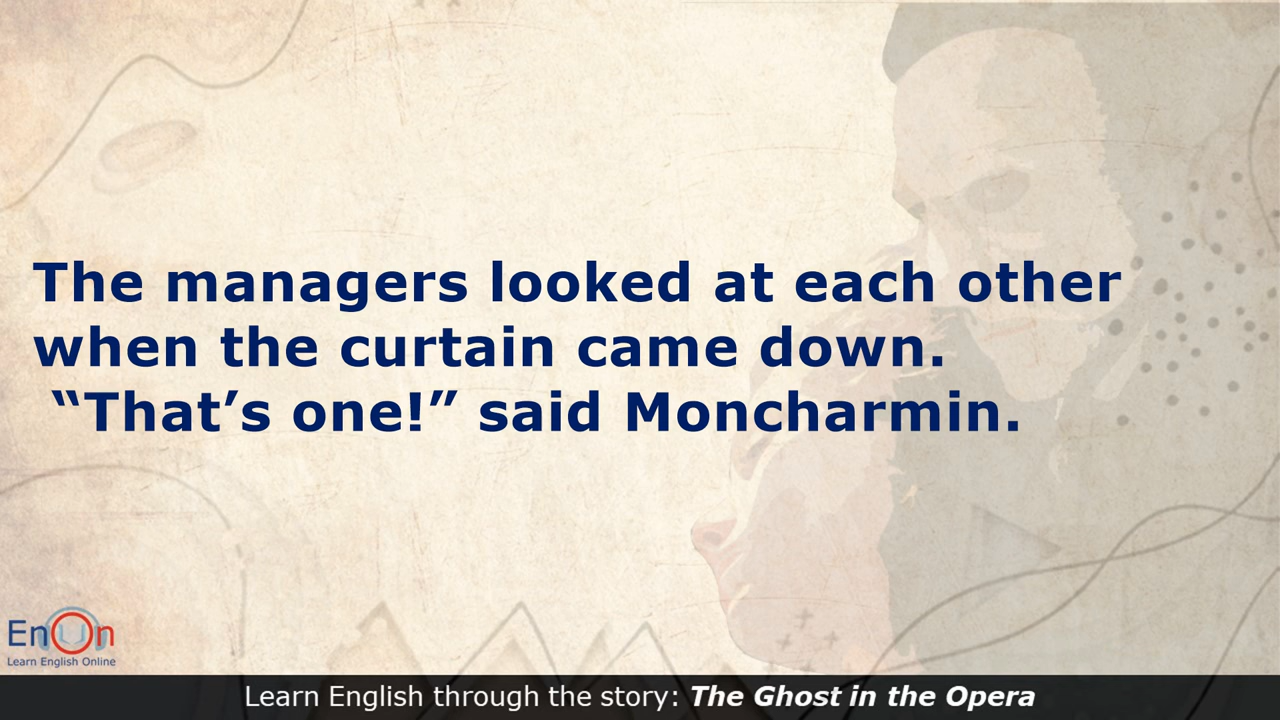 The managers looked at each other
when the curtain came down.
“That’s one!” said Moncharmin.
EnOn
Learn English Online
Learn English through the story: The Ghost in the Opera